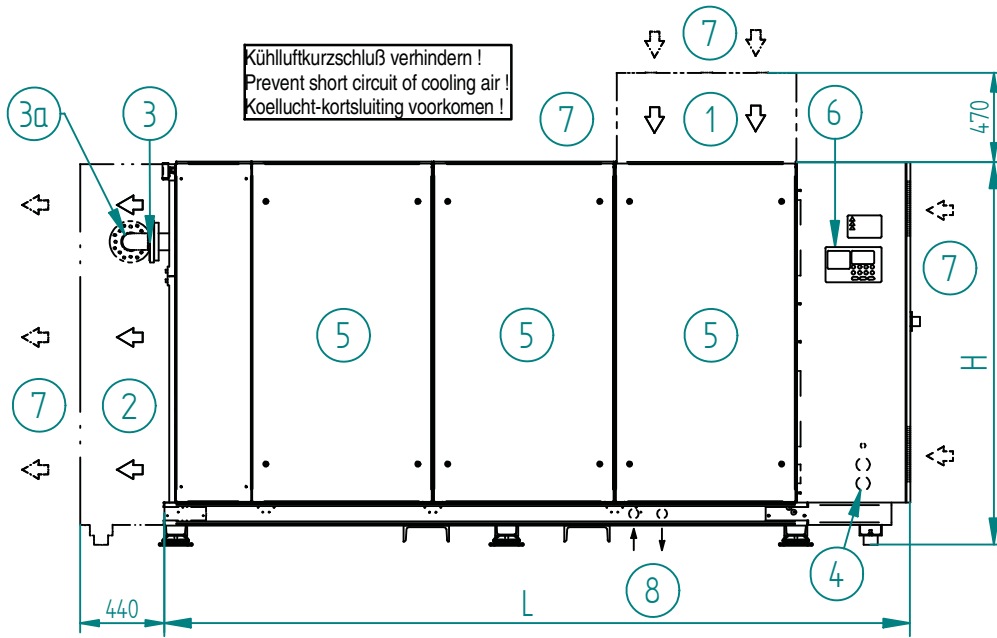 7
Kühlluftkurzschluß verhindern !
Prevent short circuit of cooling air !
Koellucht-kortsluiting voorkomen !
3a
3
7
1
6
470
7
5
5
5
H
7
2
4
8
440
L